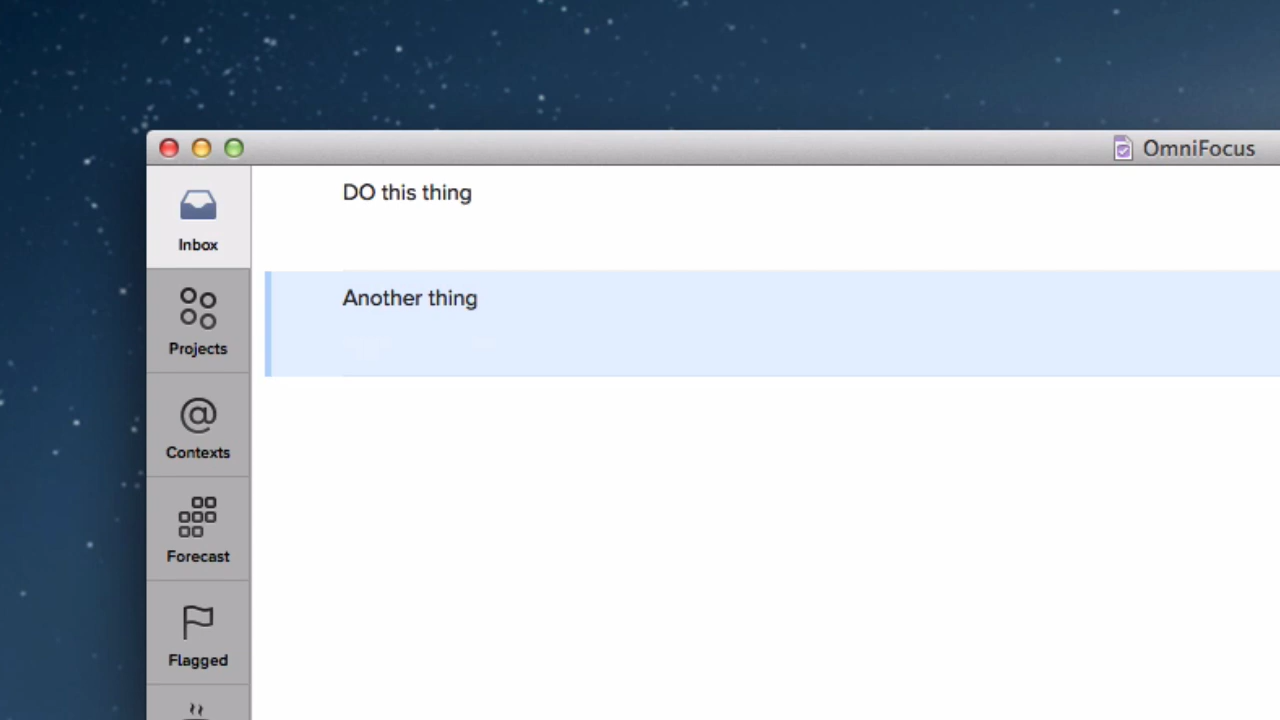 OmniFocus
DO this thing
Inbox
Another thing
Projects
Contexts
Forecast
Flagged